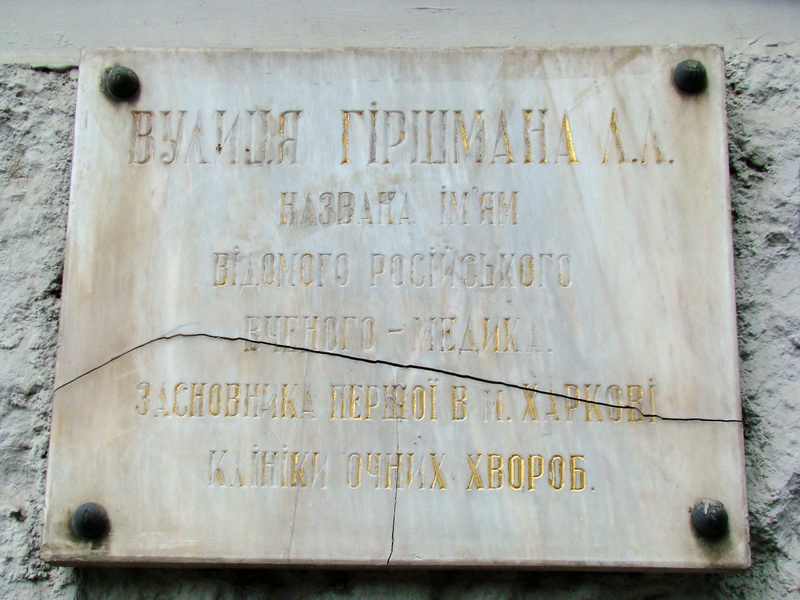 ВУЛИЦЯ ГІРШМАНА Л.Л.
НАЗВАНА ІМ'ЯМ
ВІДОМОГО РОСІЙСЬКОГО
ВЧЕНОГО - МЕДИКА.
ЗАСНОВНИКА ПЕРШОЇ В М. ХАРКОВІ
КЛІНІКИ ОЧНИХ ХВОРОБ.